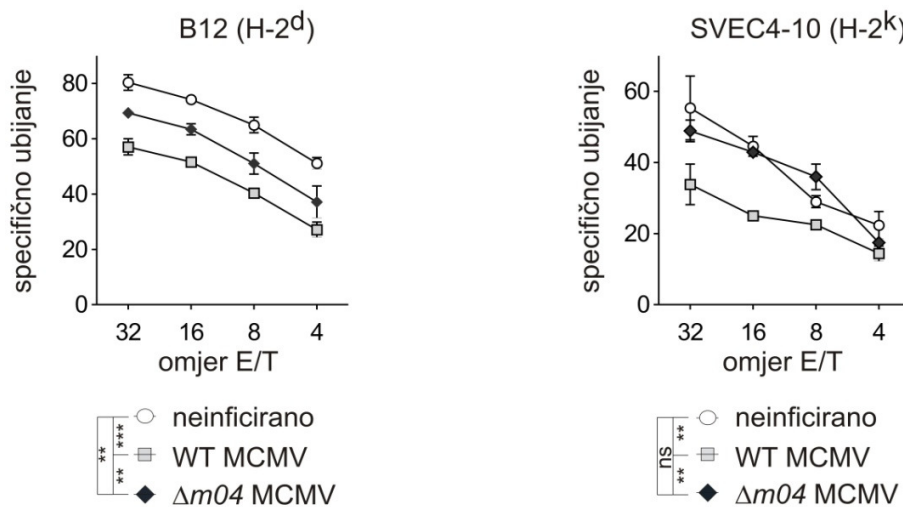 B12 (H-2d)
specifično ubijanje
80
60
40
20
0
32 16 8 4
omjer E/T
neinficirano
WT MCMV
Δm04 MCMV
**
***
**
SVEC4-10 (H-2k)
specifično ubijanje
60
40
20
0
32 16 8 4
omjer E/T
neinficirano
WT MCMV
Δm04 MCMV
ns
**
**